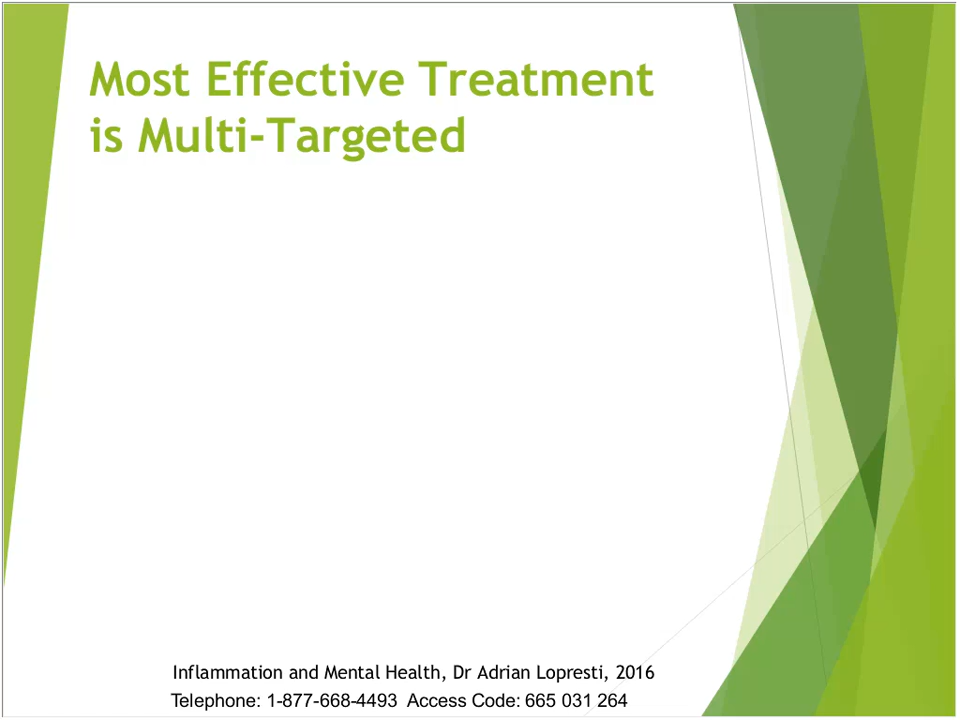 Most Effective Treatment
is Multi-Targeted
Inflammation and Mental Health, Dr Adrian Lopresti, 2016
Telephone: 1-877-668-4493  Access Code: 665 031 264